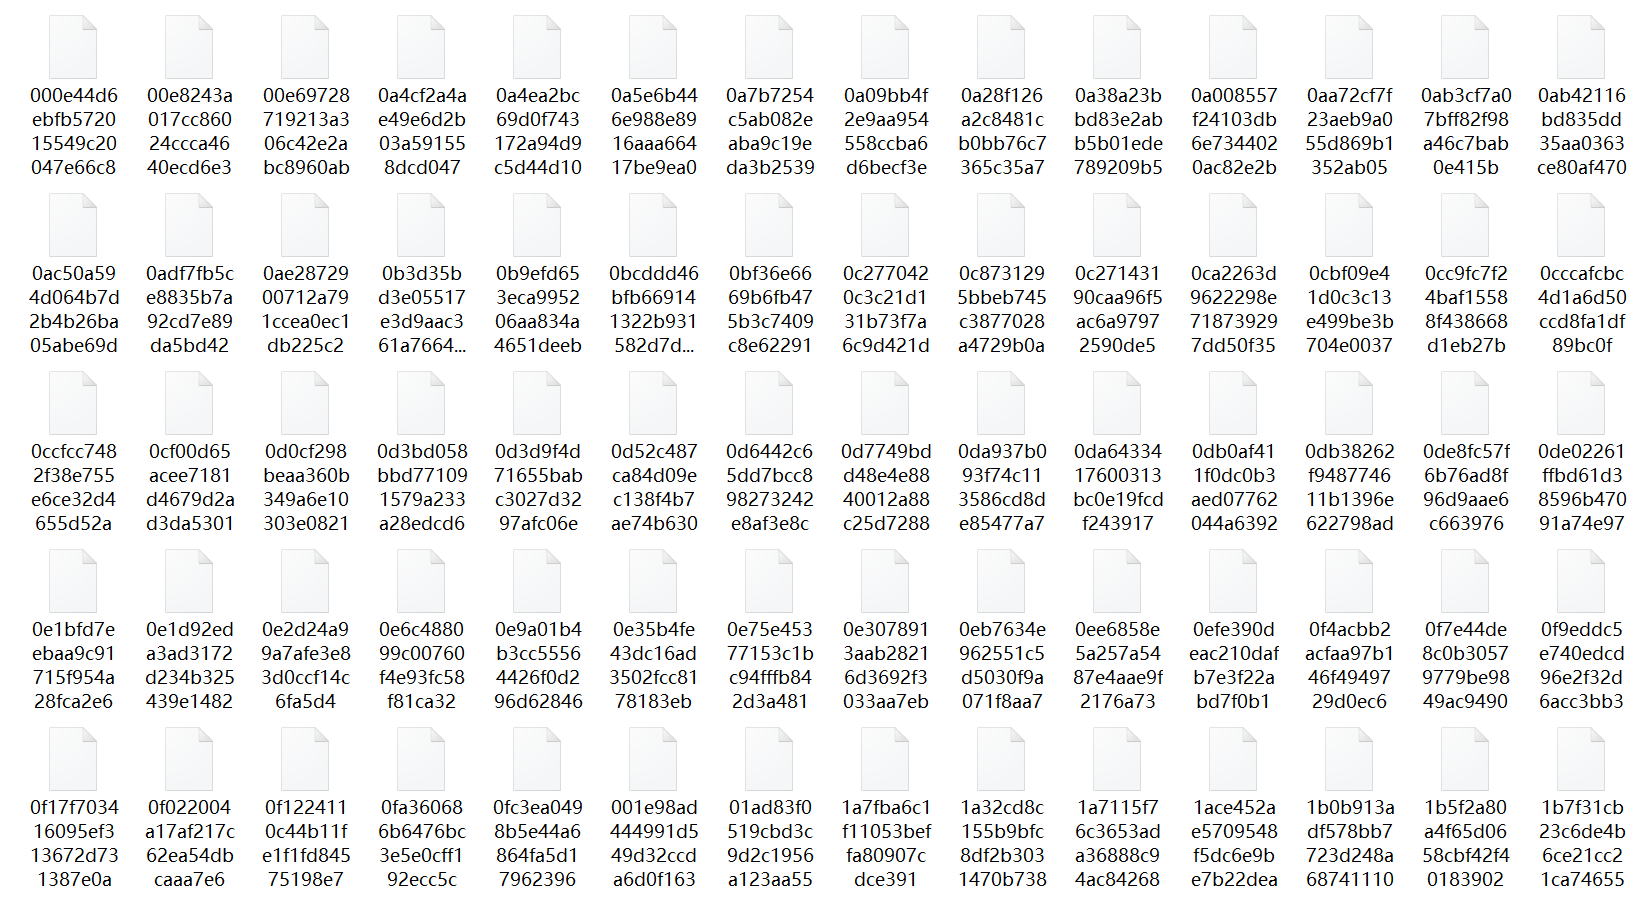 000e44d6 00e8243a 00e69728 0a4cf2a4a 0a4ea2bc 0a5e6b44 0a7b7254 0a09bb4f 0a28f126 0a38a23b 0a008557 0aa72cf7f 0ab3cf7a0 0ab42116
ebfb5720 017cc860 719213a3 e49e6d2b 69d0f743 6e988e89 c5ab082e 2e9aa954 a2c8481c bd83e2ab f24103db 23aeb9a0 7bff82f98 bd835dd
15549c20 24ccca46 06c42e2a 03a59155 172a94d9 16aaa664 aba9c19e 558ccba6 b0bb76c7 b5b01ede 6e734402 55d869b1 a46c7bab 35aa0363
047e66c8 40ecd6e3 bc8960ab 8dcd047 c5d44d10 17be9ea0 da3b2539 d6becf3e 365c35a7 789209b5 0ac82e2b 352ab05 0e415b ce80af470
0ac50a59 0adf7fb5c 0ae28729 0b3d35b 0b9efd65 0bcddd46 0bf36e66 0c277042 0c873129 0c271431 0ca2263d 0cbf09e4 0cc9fc7f2 0cccafcbc
4d064b7d e8835b7a 00712a79 d3e05517 3eca9952 bfb66914 69b6fb47 0c3c21d1 5bbeb745 90caa96f5 9622298e 1d0c3c13 4baf1558 4d1a6d50
2b4b26ba 92cd7e89 1ccea0ec1 e3d9aac3 06aa834a 1322b931 5b3c7409 31b73f7a c3877028 ac6a9797 71873929 e499be3b 8f438668 ccd8fa1df
05abe69d da5bd42 db225c2 61a7664... 4651deeb 582d7d... c8e62291 6c9d421d a4729b0a 2590de5 7dd50f35 704e0037 d1eb27b 89bc0f
0ccfcc748 0cf00d65 0d0cf298 0d3bd058 0d3d9f4d 0d52c487 0d6442c6 0d7749bd 0da937b0 0da64334 0db0af41 0db38262 0de8fc57f 0de02261
2f38e755 acee7181 beaa360b bbd77109 71655bab ca84d09e 5dd7bcc8 d48e4e88 93f74c11 17600313 1f0dc0b3 f9487746 6b76ad8f ffbd61d3
e6ce32d4 d4679d2a 349a6e10 1579a233 c3027d32 c138f4b7 98273242 40012a88 3586cd8d bc0e19fcd aed07762 11b1396e 96d9aae6 8596b470
655d52a d3da5301 303e0821 a28edcd6 97afc06e ae74b630 e8af3e8c c25d7288 e85477a7 f243917 044a6392 622798ad c663976 91a74e97
0e1bfd7e 0e1d92ed 0e2d24a9 0e6c4880 0e9a01b4 0e35b4fe 0e75e453 0e307891 0eb7634e 0ee6858e 0efe390d 0f4acbb2 0f7e44de 0f9eddc5
ebaa9c91 a3ad3172 9a7afe3e8 99c00760 b3cc5556 43dc16ad 77153c1b 3aab2821 962551c5 5a257a54 eac210daf acfaa97b1 8c0b3057 e740edcd
715f954a d234b325 3d0ccf14c f4e93fc58 4426f0d2 3502fcc81 c94fffb84 6d3692f3 d5030f9a 87e4aae9f b7e3f22a 46f49497 9779be98 96e2f32d
28fca2e6 439e1482 6fa5d4 f81ca32 96d62846 78183eb 2d3a481 033aa7eb 071f8aa7 2176a73 bd7f0b1 29d0ec6 49ac9490 6acc3bb3
0f17f7034 0f022004 0f122411 0fa36068 0fc3ea049 001e98ad 01ad83f0 1a7fba6c1 1a32cd8c 1a7115f7 1ace452a 1b0b913a 1b5f2a80 1b7f31cb
16095ef3 a17af217c 0c44b11f 6b6476bc 8b5e44a6 444991d5 519cbd3c f11053bef 155b9bfc 6c3653ad e5709548 df578bb7 a4f65d06 23c6de4b
13672d73 62ea54db e1f1fd845 3e5e0cff1 864fa5d1 49d32ccd 9d2c1956 fa80907c 8df2b303 a36888c9 f5dc6e9b 723d248a 58cbf42f4 6ce21cc2
1387e0a caaa7e6 75198e7 92ecc5c 7962396 a6d0f163 a123aa55 dce391 1470b738 4ac84268 e7b22dea 68741110 0183902 1ca74655